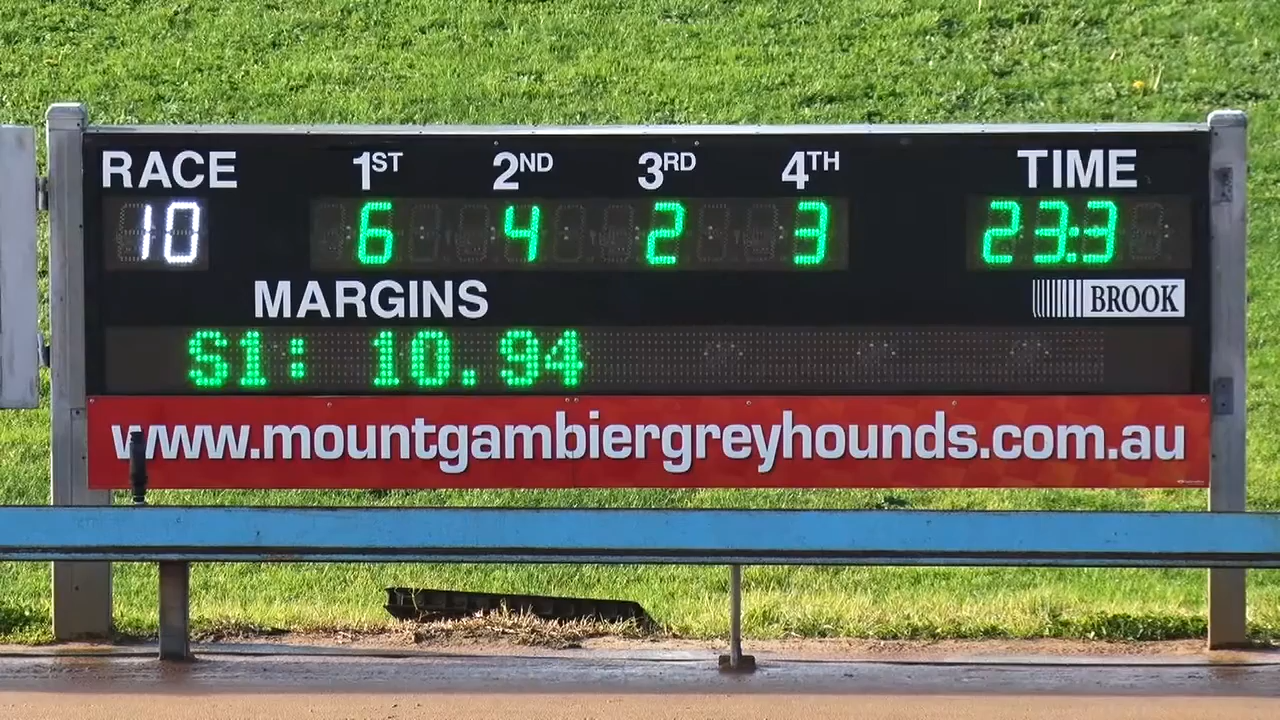 RACE 1ST 2ND 3RD 4TH TIME
10 6 4 2 3 23:3
MARGINS BROOK
S1: 10.94
www.mountgambiergreyhounds.com.au